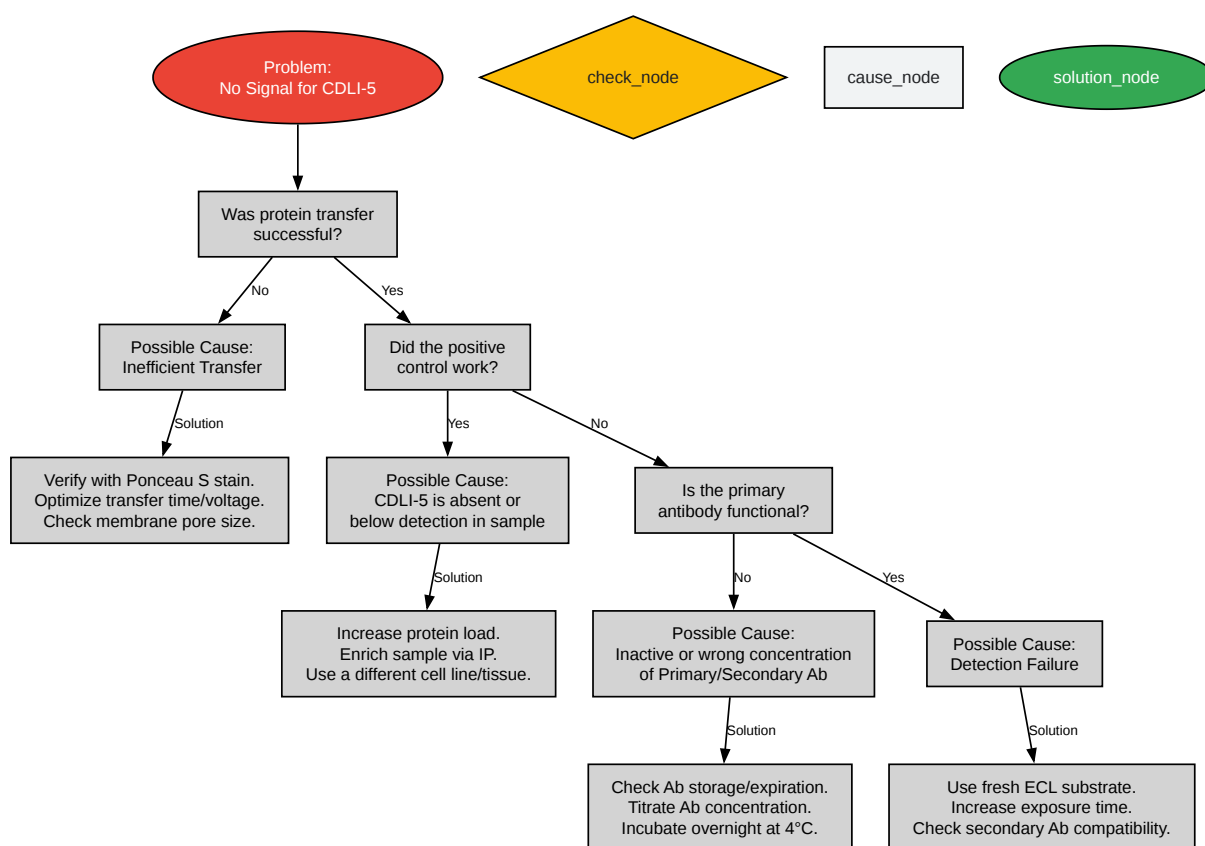 Problem:
No Signal for CDLI-5
check_node
cause_node
solution_node
Was protein transfer
successful?
No
Yes
Possible Cause:
Inefficient Transfer
Did the positive
control work?
Solution
Yes
No
Verify with Ponceau S stain.
Optimize transfer time/voltage.
Check membrane pore size.
Possible Cause:
CDLI-5 is absent or
below detection in sample
Is the primary
antibody functional?
Solution
No
Yes
Increase protein load.
Enrich sample via IP.
Use a different cell line/tissue.
Possible Cause:
Inactive or wrong concentration
of Primary/Secondary Ab
Possible Cause:
Detection Failure
Solution
Solution
Check Ab storage/expiration.
Titrate Ab concentration.
Incubate overnight at 4°C.
Use fresh ECL substrate.
Increase exposure time.
Check secondary Ab compatibility.